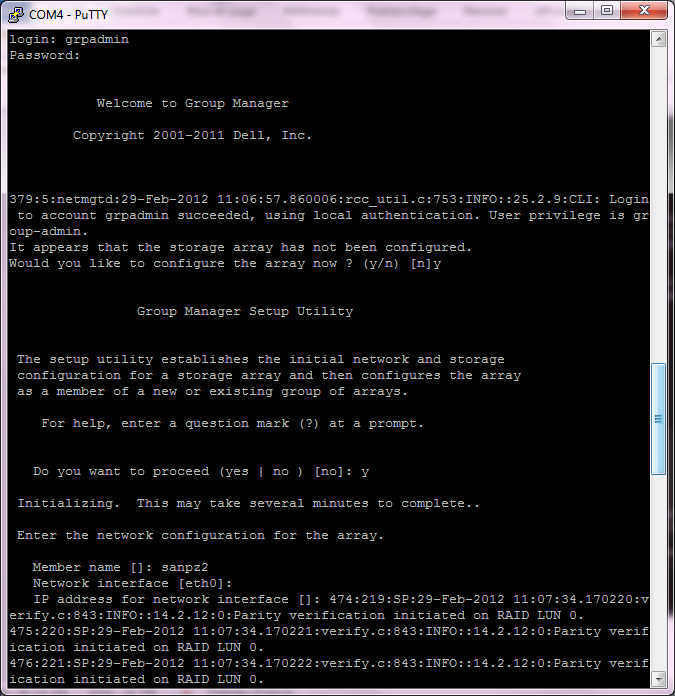 COM4 - PuTTY
login: grpadmin
Password:
Welcome to Group Manager
Copyright 2001-2011 Dell, Inc.
379:5:netmgtd:29-Feb-2012 11:06:57.860006:rcc_util.c:753:INFO::25.2.9:CLI: Login
to account grpadmin succeeded, using local authentication. User privilege is gr
oup-admin.
It appears that the storage array has not been configured.
Would you like to configure the array now ? (y/n) [n]y
Group Manager Setup Utility
The setup utility establishes the initial network and storage
configuration for a storage array and then configures the array
as a member of a new or existing group of arrays.
For help, enter a question mark (?) at a prompt.
Do you want to proceed (yes | no ) [no]: y
Initializing.  This may take several minutes to complete..
Enter the network configuration for the array.
Member name []: sanpz2
Network interface [eth0]:
IP address for network interface []: 474:219:SP:29-Feb-2012 11:07:34.170220:v
erify.c:843:INFO::14.2.12:0:Parity verification initiated on RAID LUN 0.
475:220:SP:29-Feb-2012 11:07:34.170221:verify.c:843:INFO::14.2.12:0:Parity verif
ication initiated on RAID LUN 0.
476:221:SP:29-Feb-2012 11:07:34.170222:verify.c:843:INFO::14.2.12:0:Parity verif
ication initiated on RAID LUN 0.